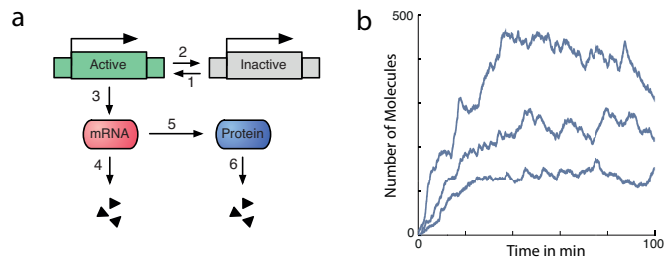 a
Active
2
1
Inactive
3
mRNA
5
Protein
4
6
b
500
Number of Molecules
0
0
Time in min
100